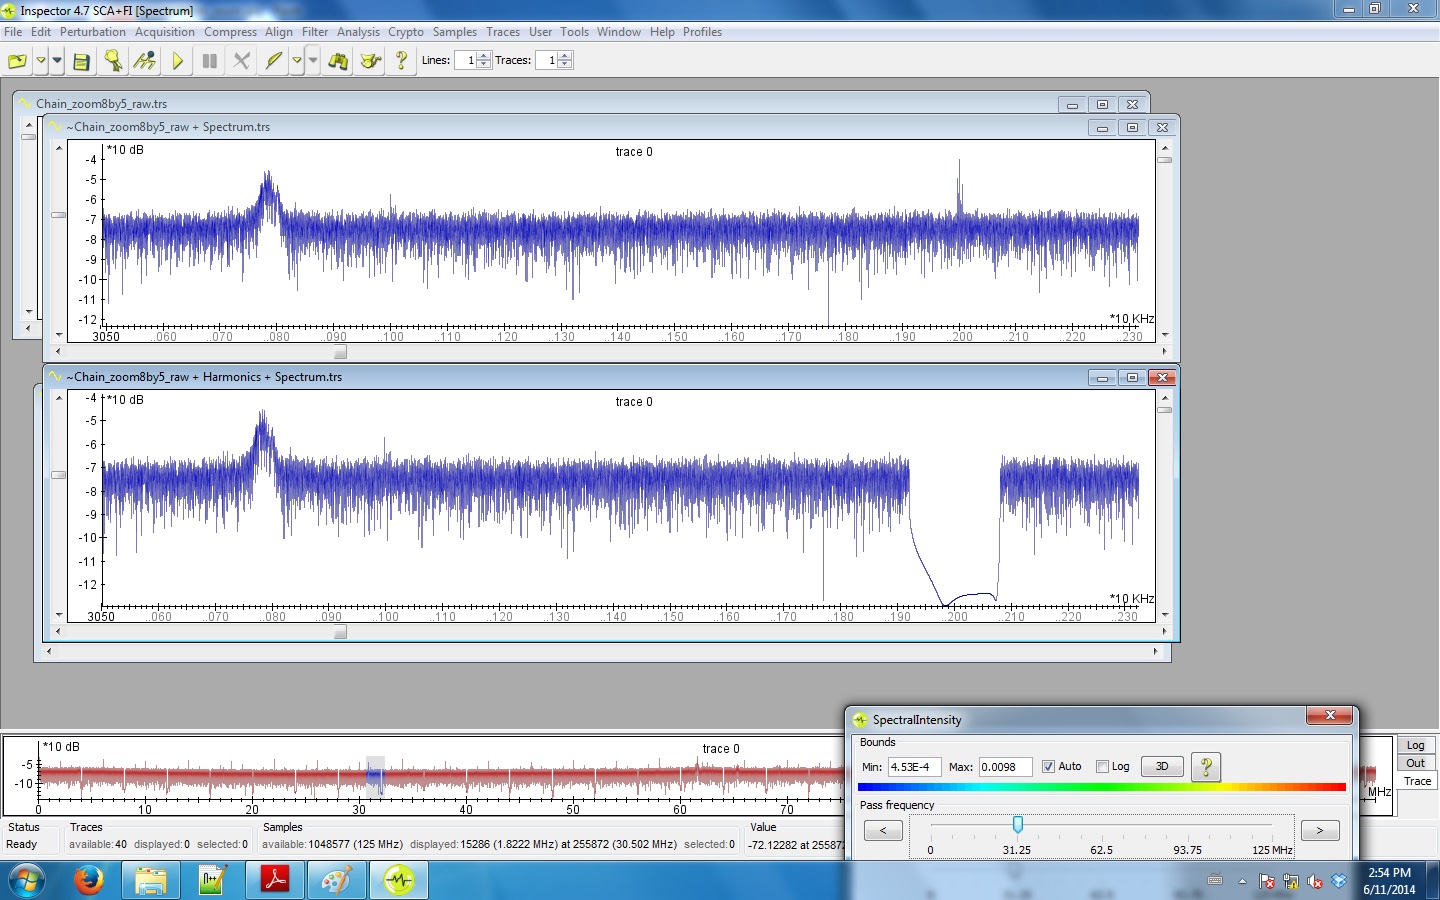 Inspector 4.7 SCA+FI [Spectrum]
File Edit Perturbation Acquisition Compress Align Filter Analysis Crypto Samples Traces User Tools Window Help Profiles
Lines: 1 Traces: 1
Chain_zoom8by5_raw.trs
~Chain_zoom8by5_raw + Spectrum.trs
*10 dB
trace 0
-4
-5
-6
-7
-8
-9
-10
-11
-12
*10 KHz
3050 ..060 ..070 ..080 ..090 ..100 ..110 ..120 ..130 ..140 ..150 ..160 ..170 ..180 ..190 ..200 ..210 ..220 ..230
~Chain_zoom8by5_raw + Harmonics + Spectrum.trs
-4
*10 dB
trace 0
-5
-6
-7
-8
-9
-10
-11
-12
*10 KHz
3050 ..060 ..070 ..080 ..090 ..100 ..110 ..120 ..130 ..140 ..150 ..160 ..170 ..180 ..190 ..200 ..210 ..220 ..230
*10 dB
trace 0
-5
-10
0 10 20 30 40 50 60 70
MHz
Log
Out
Trace
SpectralIntensity
Bounds
Min: 4.53E-4 Max: 0.0098 Auto Log 3D
Pass frequency
< >
0 31.25 62.5 93.75 125 MHz
Status
Ready
Traces
available: 40 displayed: 0 selected: 0
Samples
available: 1048577 (125 MHz) displayed: 15286 (1.8222 MHz) at 255872 (30.502 MHz) selected: 0
Value
-72.12282 at 255872
2:54 PM
6/11/2014